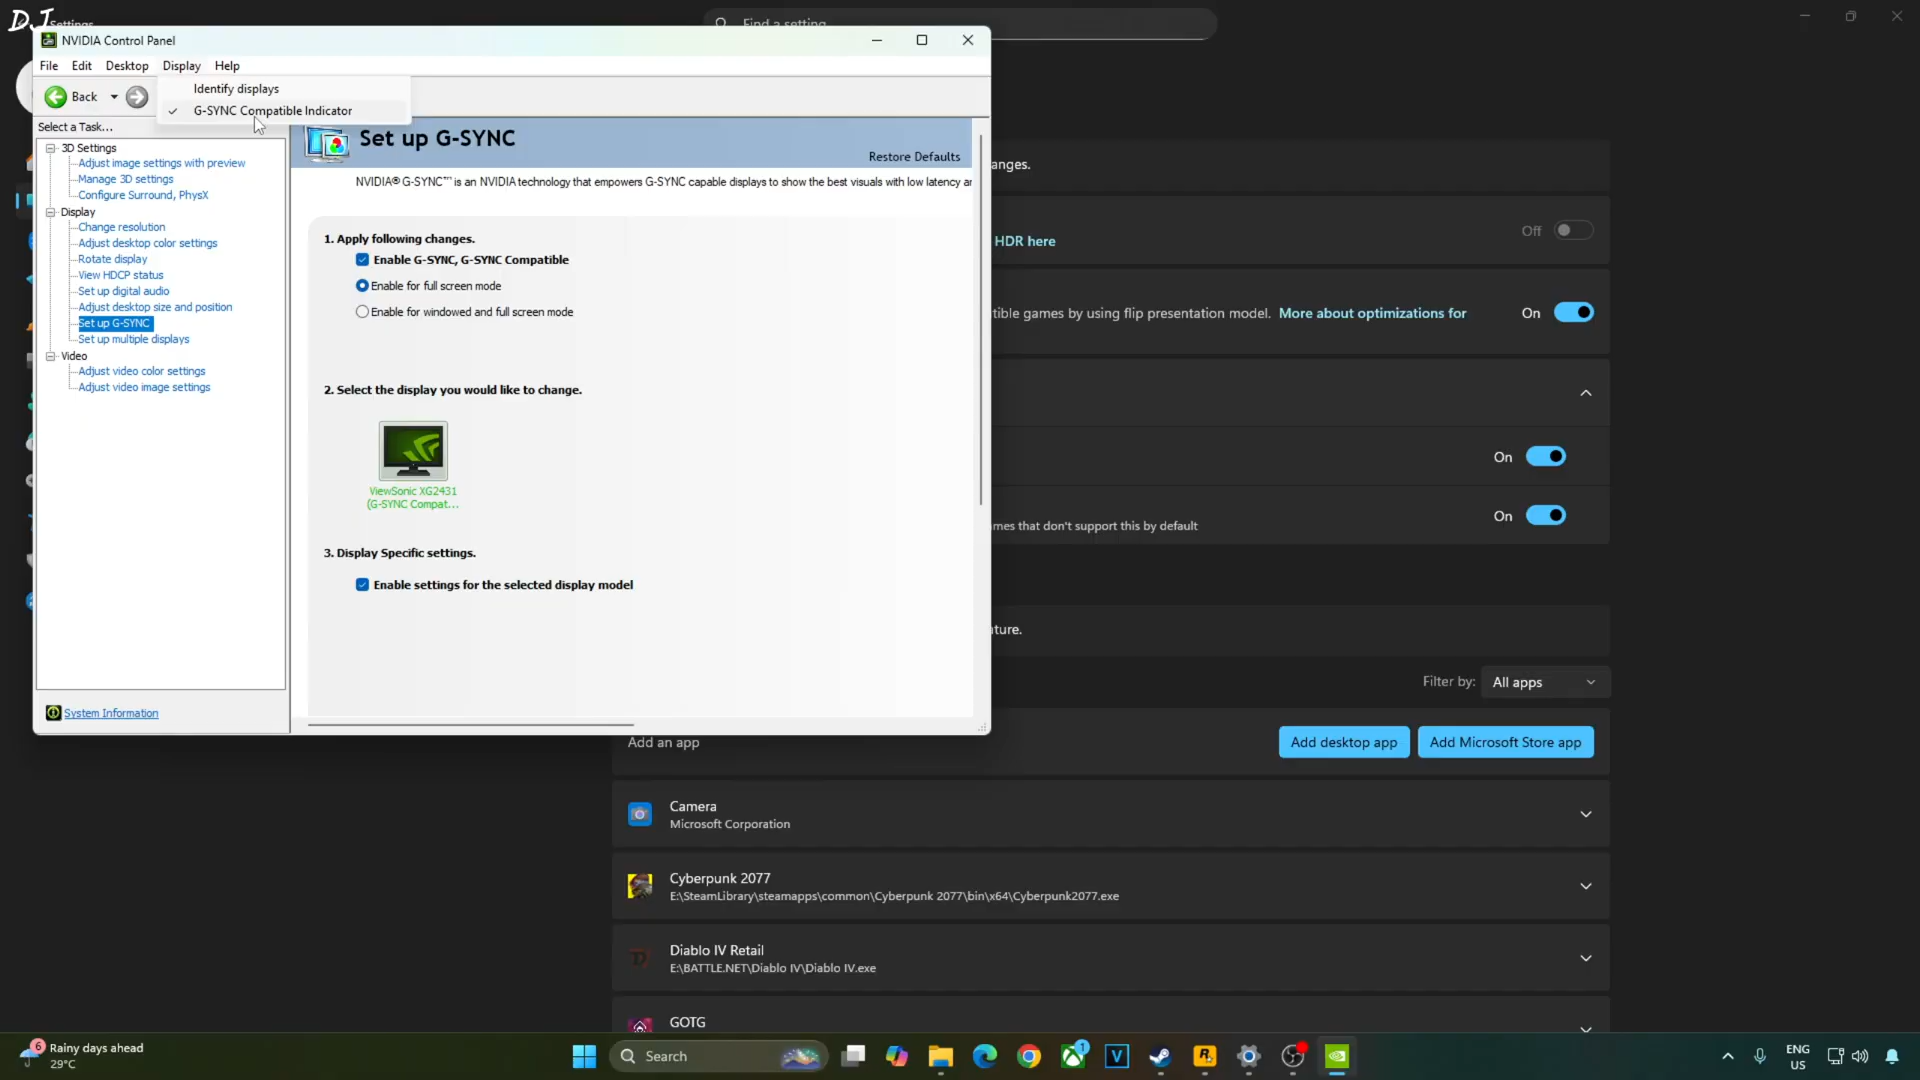 DJ
Settings
Find a setting
NVIDIA Control Panel
File Edit Desktop Display Help
Back
Identify displays
G-SYNC Compatible Indicator
Select a Task...
3D Settings
Adjust image settings with preview
Manage 3D settings
Configure Surround, PhysX
Display
Change resolution
Adjust desktop color settings
Rotate display
View HDCP status
Set up digital audio
Adjust desktop size and position
Set up G-SYNC
Set up multiple displays
Video
Adjust video color settings
Adjust video image settings
System Information
Set up G-SYNC
Restore Defaults
NVIDIA® G-SYNC™ is an NVIDIA technology that empowers G-SYNC capable displays to show the best visuals with low latency ar
1. Apply following changes.
Enable G-SYNC, G-SYNC Compatible
Enable for full screen mode
Enable for windowed and full screen mode
2. Select the display you would like to change.
ViewSonic XG2431
(G-SYNC Compat...
3. Display Specific settings.
Enable settings for the selected display model
anges.
HDR here
Off
tible games by using flip presentation model. More about optimizations for
On
On
mes that don't support this by default
On
ture.
Filter by: All apps
Add an app
Add desktop app
Add Microsoft Store app
Camera
Microsoft Corporation
Cyberpunk 2077
E:\SteamLibrary\steamapps\common\Cyberpunk 2077\bin\x64\Cyberpunk2077.exe
Diablo IV Retail
E:\BATTLE.NET\Diablo IV\Diablo IV.exe
GOTG
6
Rainy days ahead
29°C
Search
1
V
R
ENG
US